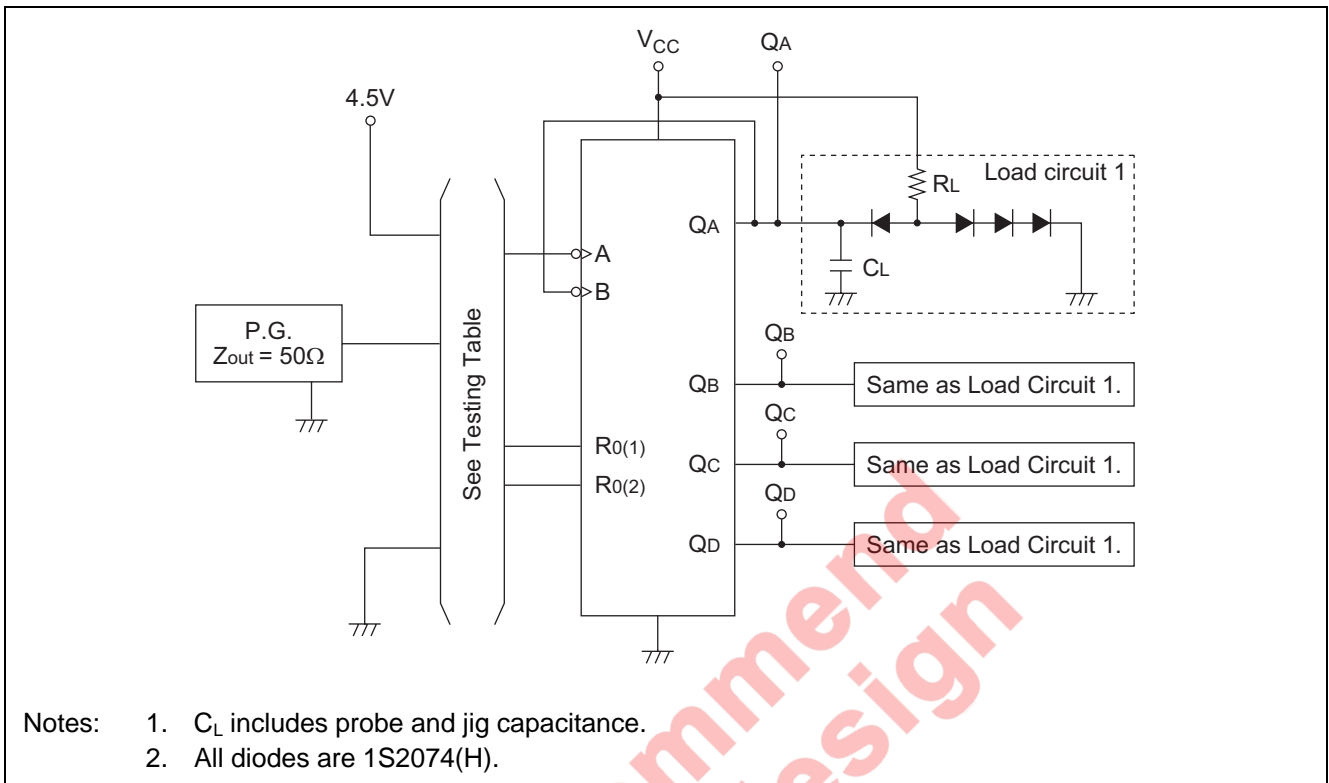 VCC QA
4.5V
Load circuit 1
RL
QA
A
CL
B
P.G.
Zout = 50Ω
See Testing Table
QB
QB Same as Load Circuit 1.
QC
R0(1)
QC Same as Load Circuit 1.
R0(2)
QD
QD Same as Load Circuit 1.
Notes: 1. CL includes probe and jig capacitance.
2. All diodes are 1S2074(H).
mmend
design